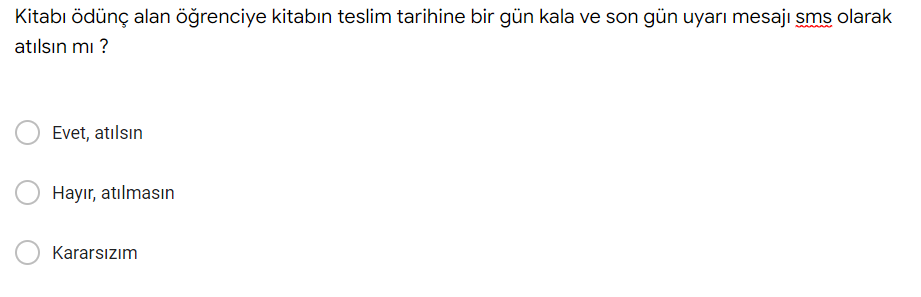 Kitabı ödünç alan öğrenciye kitabın teslim tarihine bir gün kala ve son gün uyarı mesajı sms olarak
atılsın mı ?
Evet, atılsın
Hayır, atılmasın
Kararsızım